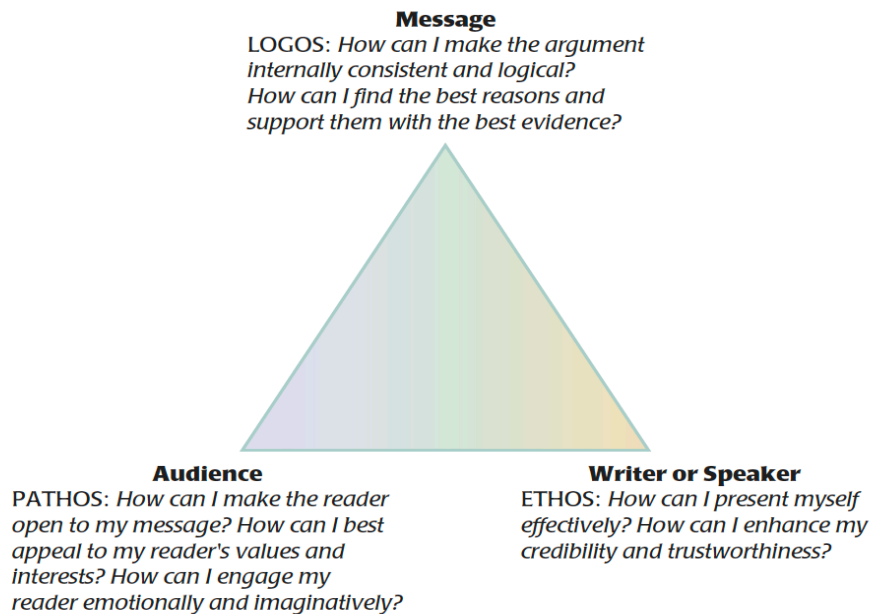 Message
LOGOS: How can I make the argument
internally consistent and logical?
How can I find the best reasons and
support them with the best evidence?
Audience
PATHOS: How can I make the reader
open to my message? How can I best
appeal to my reader's values and
interests? How can I engage my
reader emotionally and imaginatively?
Writer or Speaker
ETHOS: How can I present myself
effectively? How can I enhance my
credibility and trustworthiness?